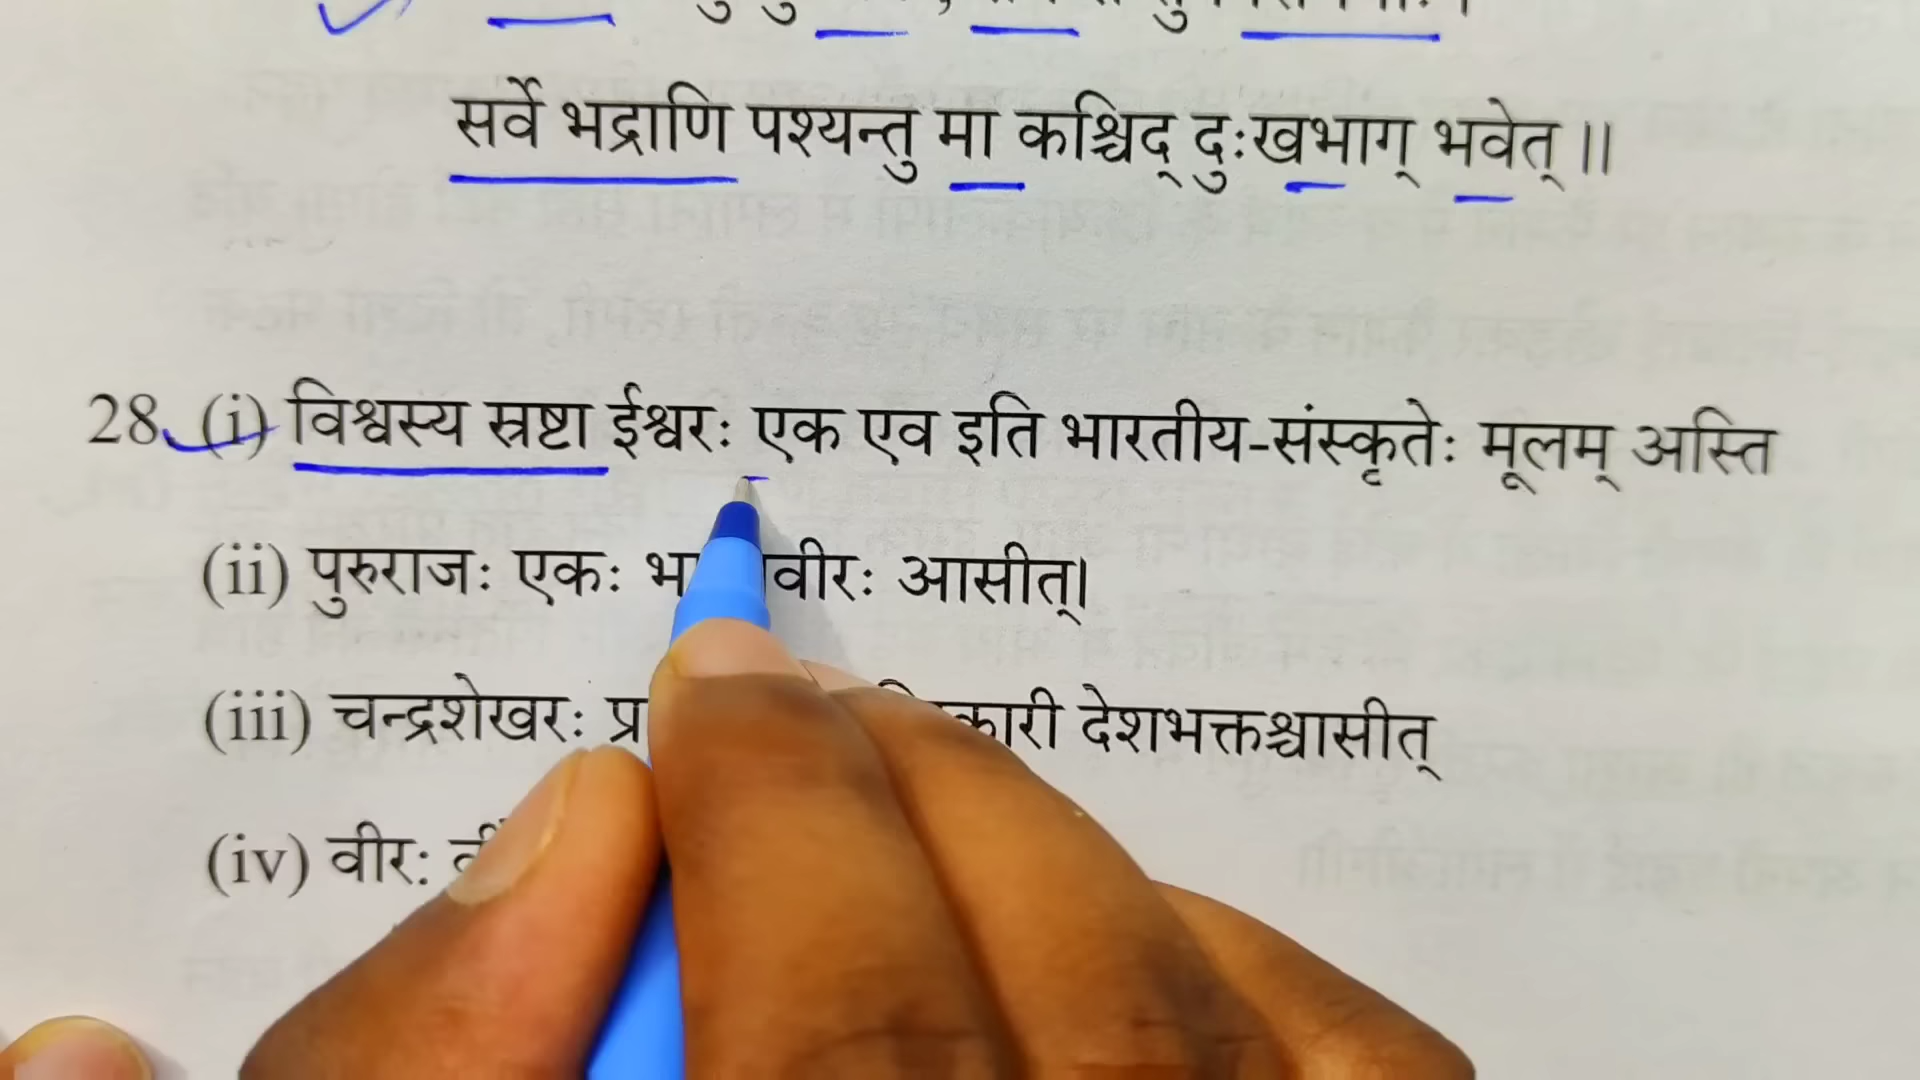 सर्वे भद्राणि पश्यन्तु मा कश्चिद् दुःखभाग् भवेत्॥
28. (i) विश्वस्य स्रष्टा ईश्वरः एक एव इति भारतीय-संस्कृतेः मूलम् अस्ति
(ii) पुरुराजः एकः आसीत्।
(iii) चन्द्रशेखरः देशभक्तश्चासीत्
(iv) वीरः